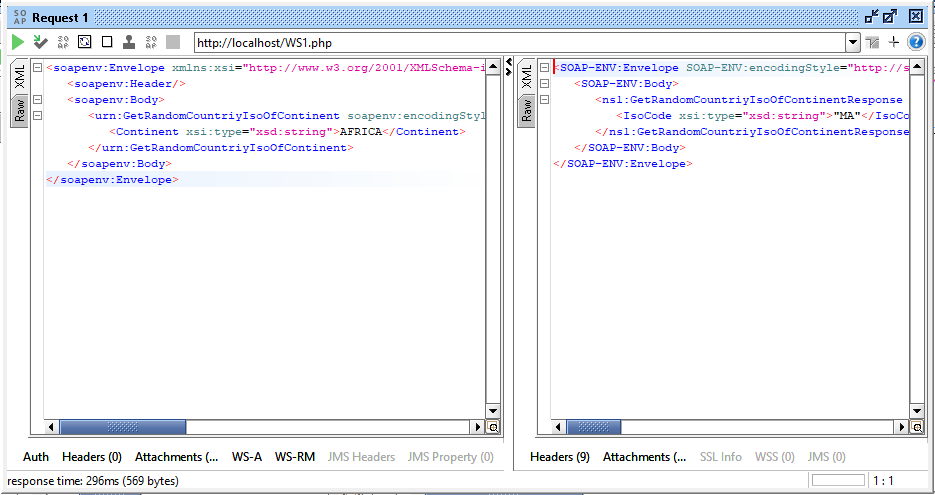 SO AP Request 1
SO AP SO AP http://localhost/WS1.php ?
XML
Raw
<soapenv:Envelope xmlns:xsi="http://www.w3.org/2001/XMLSchema-i
<soapenv:Header/>
<soapenv:Body>
<urn:GetRandomCountriyIsoOfContinent soapenv:encodingStyl
<Continent xsi:type="xsd:string">AFRICA</Continent>
</urn:GetRandomCountriyIsoOfContinent>
</soapenv:Body>
</soapenv:Envelope>
XML
Raw
<SOAP-ENV:Envelope SOAP-ENV:encodingStyle="http://s
<SOAP-ENV:Body>
<ns1:GetRandomCountriyIsoOfContinentResponse
<IsoCode xsi:type="xsd:string">"MA"</IsoCo
</ns1:GetRandomCountriyIsoOfContinentResponse
</SOAP-ENV:Body>
</SOAP-ENV:Envelope>
Auth Headers (0) Attachments (... WS-A WS-RM JMS Headers JMS Property (0)
Headers (9) Attachments (... SSL Info WSS (0) JMS (0)
response time: 296ms (569 bytes) 1 : 1